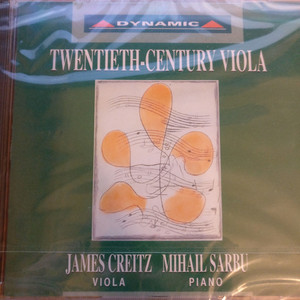 DYNAMIC
TWENTIETH-CENTURY VIOLA
JAMES CREITZ MIHAIL SARBU
VIOLA PIANO